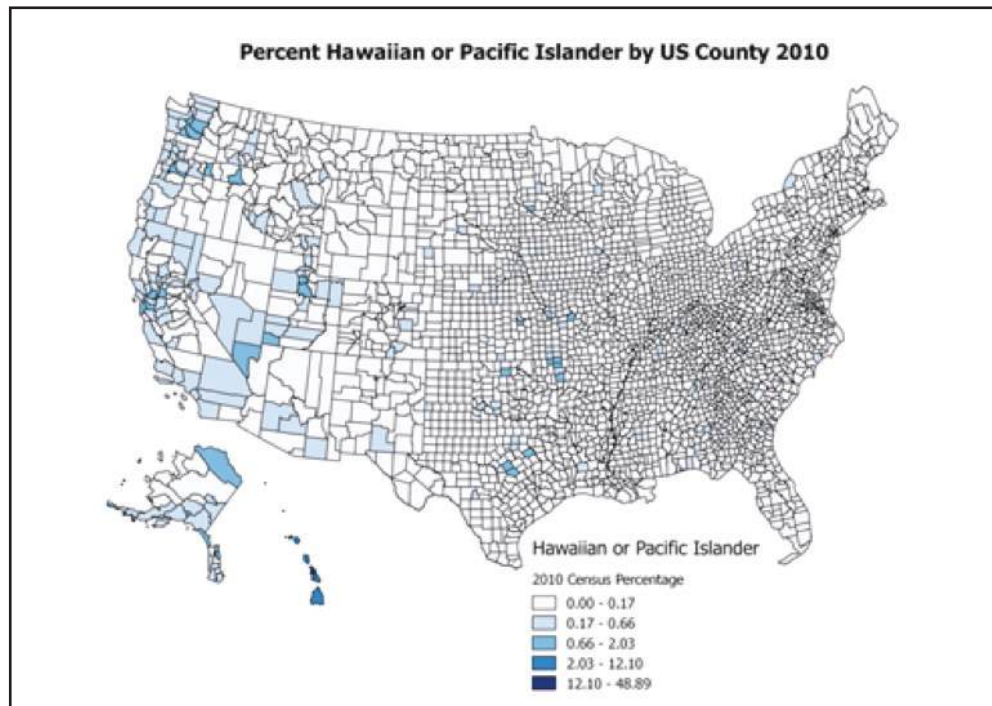 Percent Hawaiian or Pacific Islander by US County 2010
Hawaiian or Pacific Islander
2010 Census Percentage
0.00 - 0.17
0.17 - 0.66
0.66 - 2.03
2.03 - 12.10
12.10 - 48.89